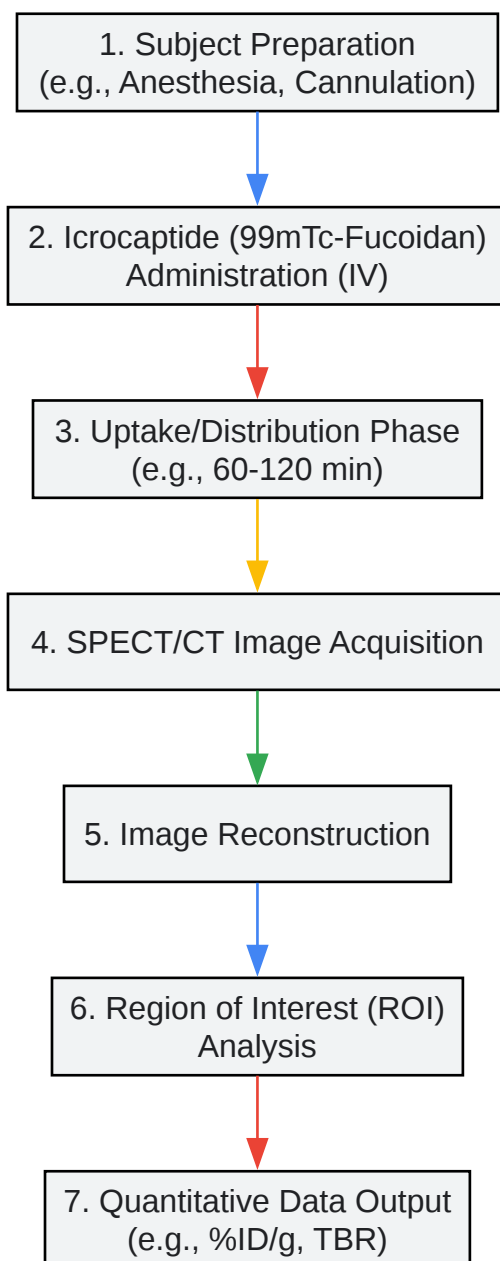 1. Subject Preparation
(e.g., Anesthesia, Cannulation)
2. Icrocaptide (99mTc-Fucoidan)
Administration (IV)
3. Uptake/Distribution Phase
(e.g., 60-120 min)
4. SPECT/CT Image Acquisition
5. Image Reconstruction
6. Region of Interest (ROI)
Analysis
7. Quantitative Data Output
(e.g., %ID/g, TBR)